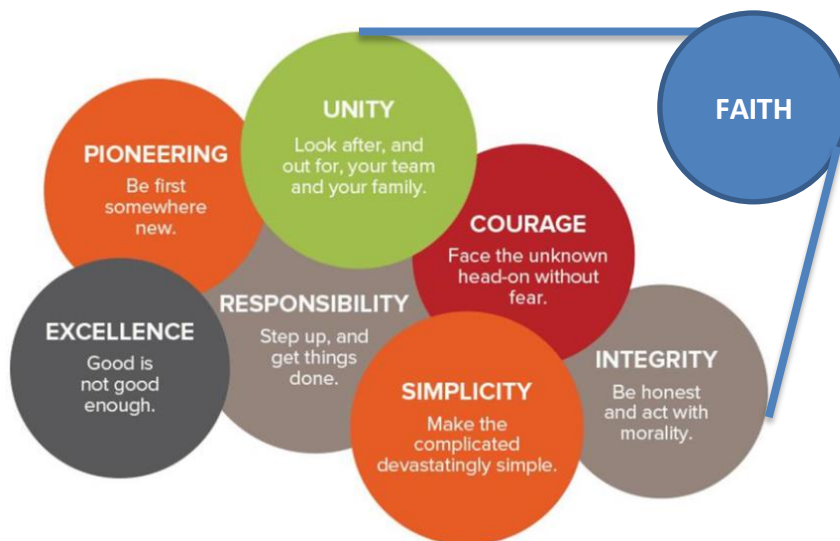 UNITY
Look after, and
out for, your team
and your family.
FAITH
PIONEERING
Be first
somewhere
new.
COURAGE
Face the unknown
head-on without
fear.
EXCELLENCE
Good is
not good
enough.
RESPONSIBILITY
Step up, and
get things
done.
SIMPLICITY
Make the
complicated
devastatingly simple.
INTEGRITY
Be honest
and act with
morality.